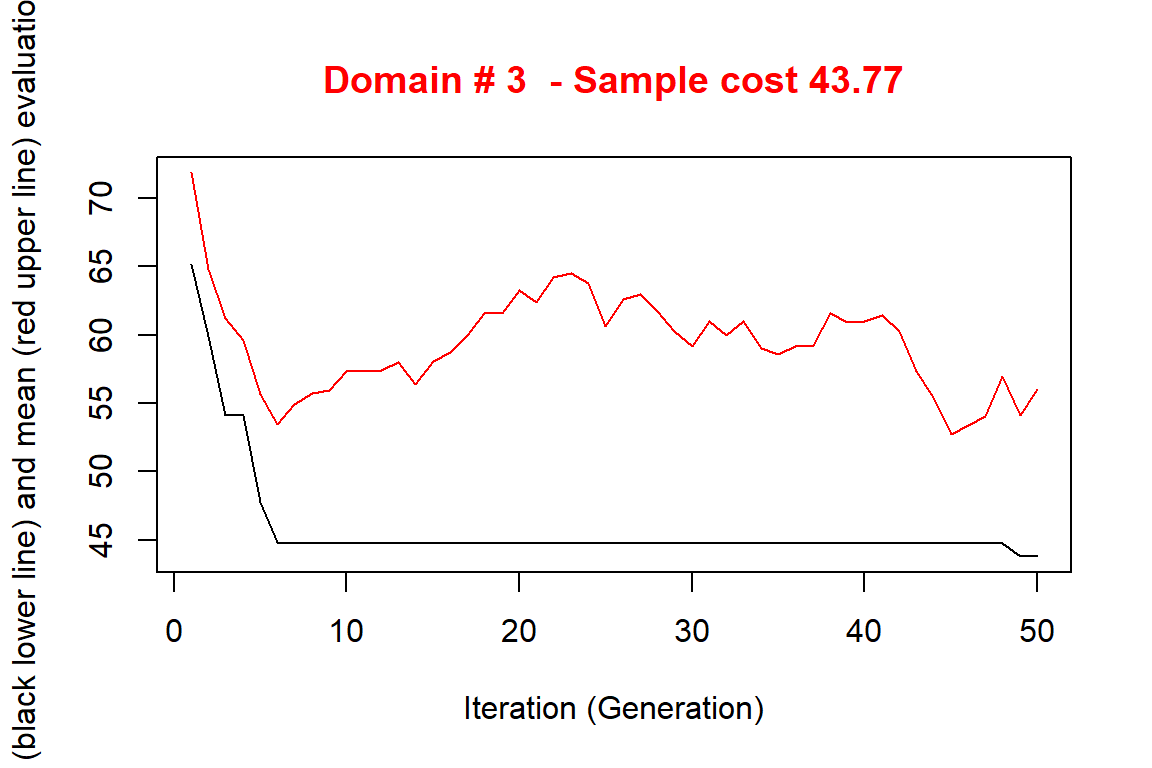 Domain # 3  - Sample cost 43.77
(black lower line) and mean (red upper line) evaluatio
70
65
60
55
50
45
0 10 20 30 40 50
Iteration (Generation)